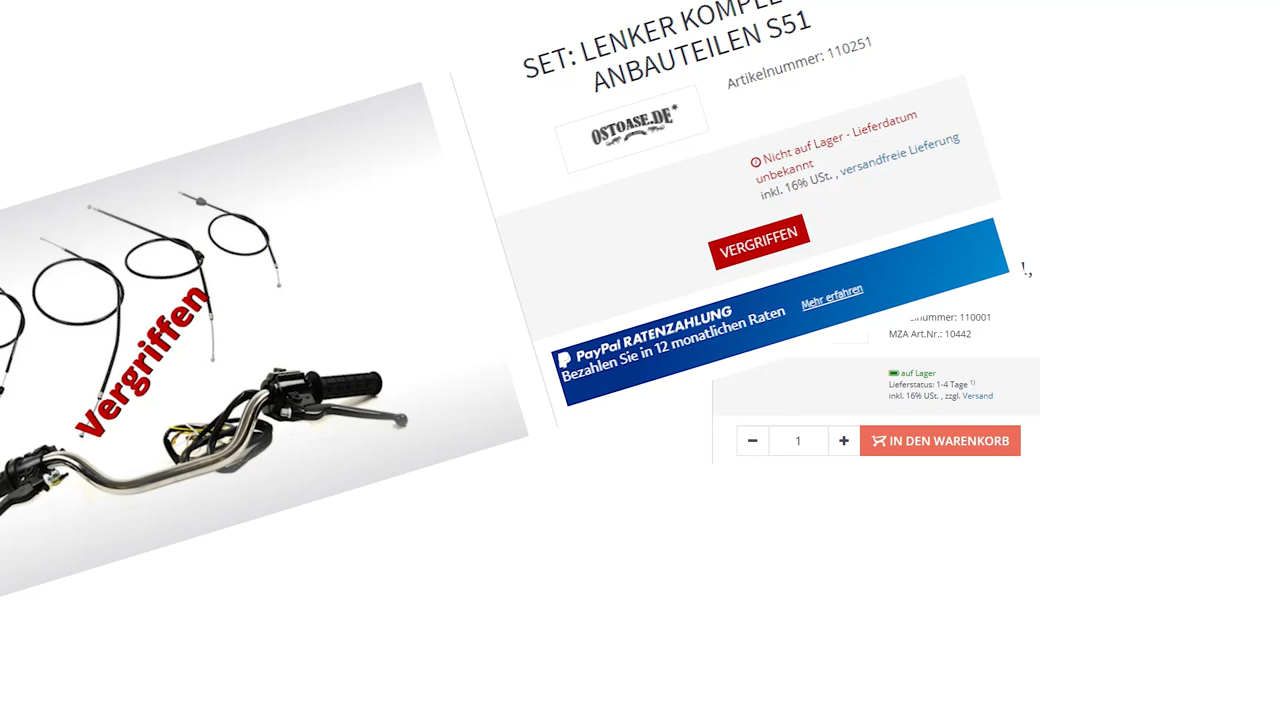 SET: LENKER
ANBAUTEILEN S51
Artikelnummer: 110251
OSTOASE.DE*
Nicht auf Lager - Lieferdatum
unbekannt
inkl. 16% USt. , versandfreie Lieferung
VERGRIFFEN
PayPal RATENZAHLUNG
Bezahlen Sie in 12 monatlichen Raten
Mehr erfahren
Vergriffen
110001
MZA Art.Nr.: 10442
auf Lager
Lieferstatus: 1-4 Tage 1)
inkl. 16% USt. , zzgl. Versand
1
IN DEN WARENKORB